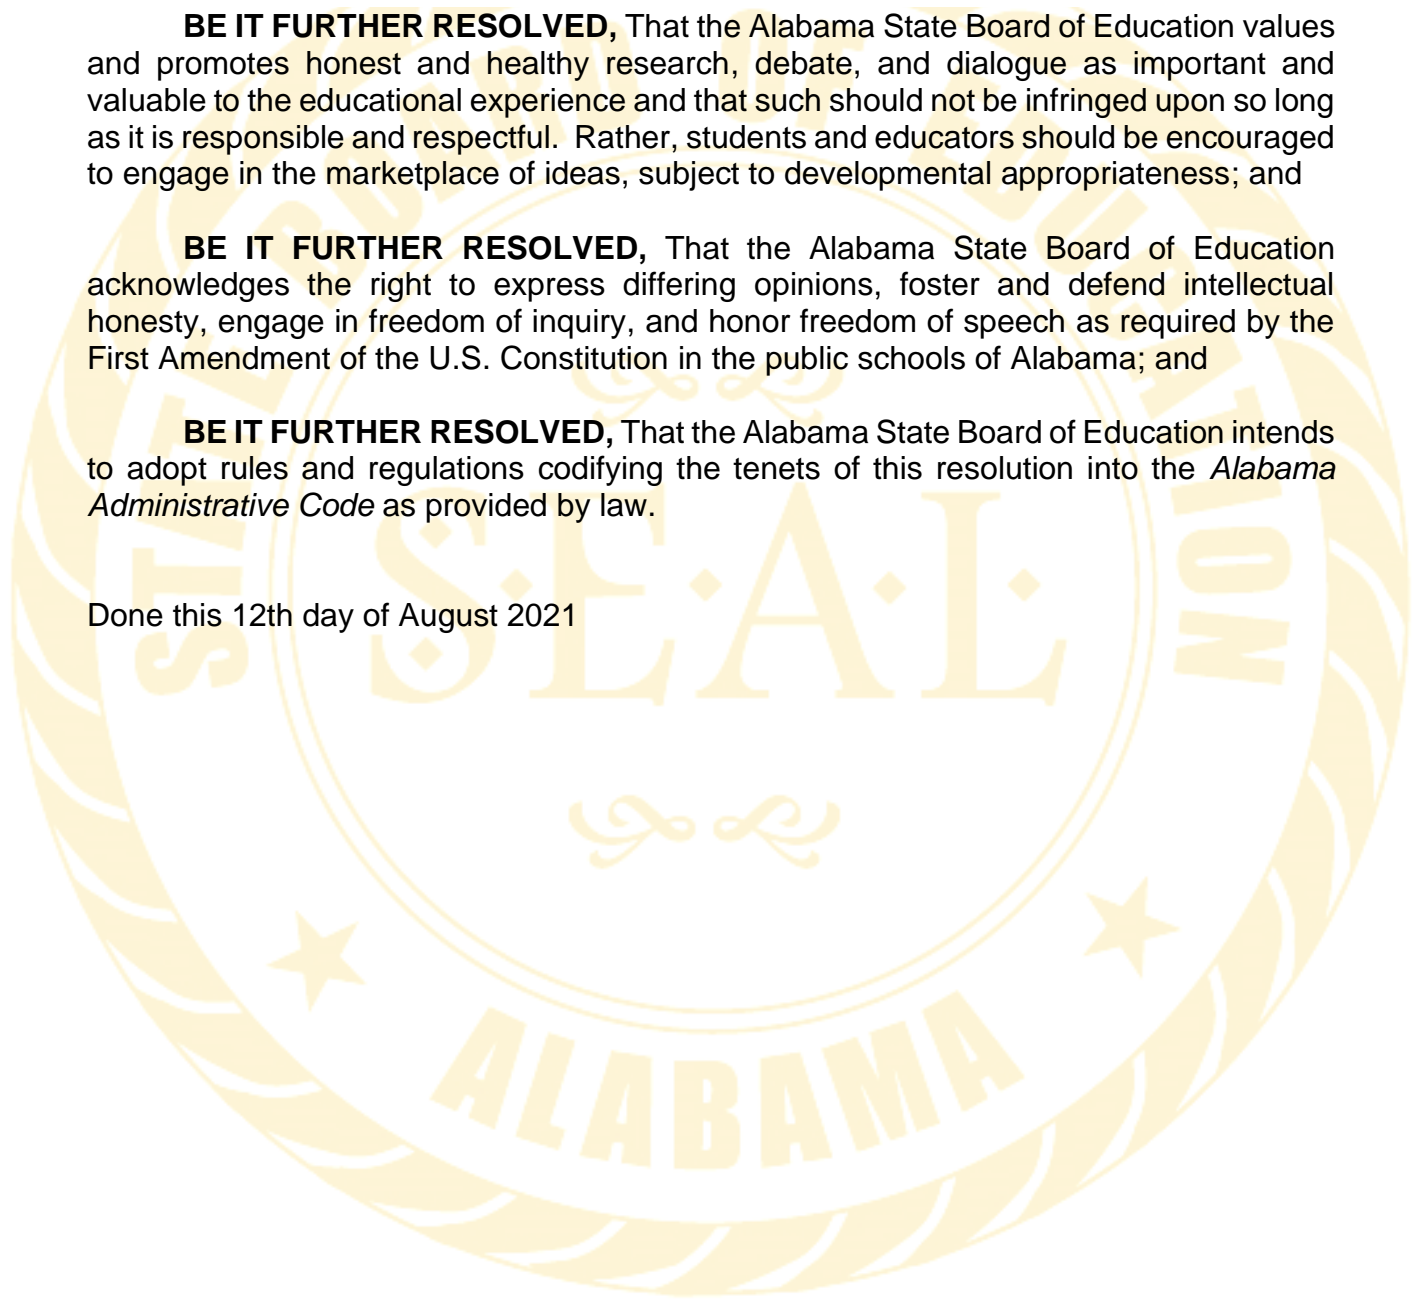 BE IT FURTHER RESOLVED, That the Alabama State Board of Education values
and promotes honest and healthy research, debate, and dialogue as important and
valuable to the educational experience and that such should not be infringed upon so long
as it is responsible and respectful. Rather, students and educators should be encouraged
to engage in the marketplace of ideas, subject to developmental appropriateness; and
BE IT FURTHER RESOLVED, That the Alabama State Board of Education
acknowledges the right to express differing opinions, foster and defend intellectual
honesty, engage in freedom of inquiry, and honor freedom of speech as required by the
First Amendment of the U.S. Constitution in the public schools of Alabama; and
BE IT FURTHER RESOLVED, That the Alabama State Board of Education intends
to adopt rules and regulations codifying the tenets of this resolution into the Alabama
Administrative Code as provided by law.
Done this 12th day of August 2021
STATE BOARD OF EDUCATION
S·E·A·L
ALABAMA